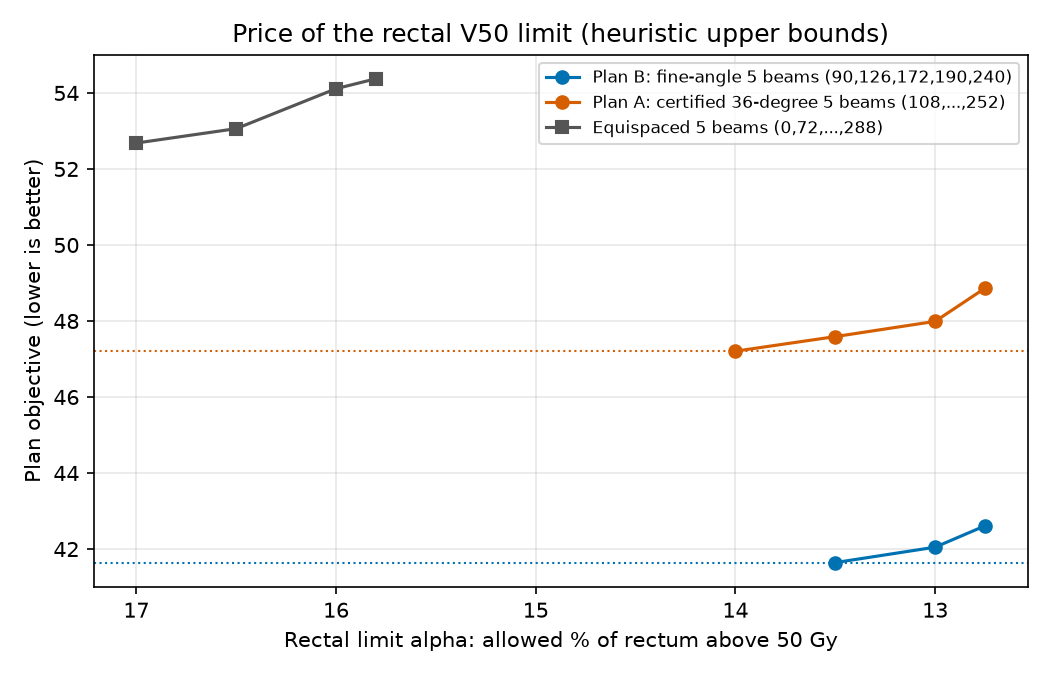 Price of the rectal V50 limit (heuristic upper bounds)
Plan B: fine-angle 5 beams (90,126,172,190,240)
Plan A: certified 36-degree 5 beams (108,...,252)
Equispaced 5 beams (0,72,...,288)
Plan objective (lower is better)
54
52
50
48
46
44
42
17
16
15
14
13
Rectal limit alpha: allowed % of rectum above 50 Gy